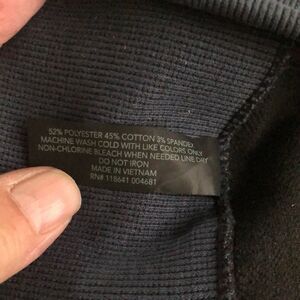 52% POLYESTER 45% COTTON 3% SPANDEX
MACHINE WASH COLD WITH LIKE COLORS ONLY
NON-CHLORINE BLEACH WHEN NEEDED LINE DRY
DO NOT IRON
MADE IN VIETNAM
RN# 118641 004681